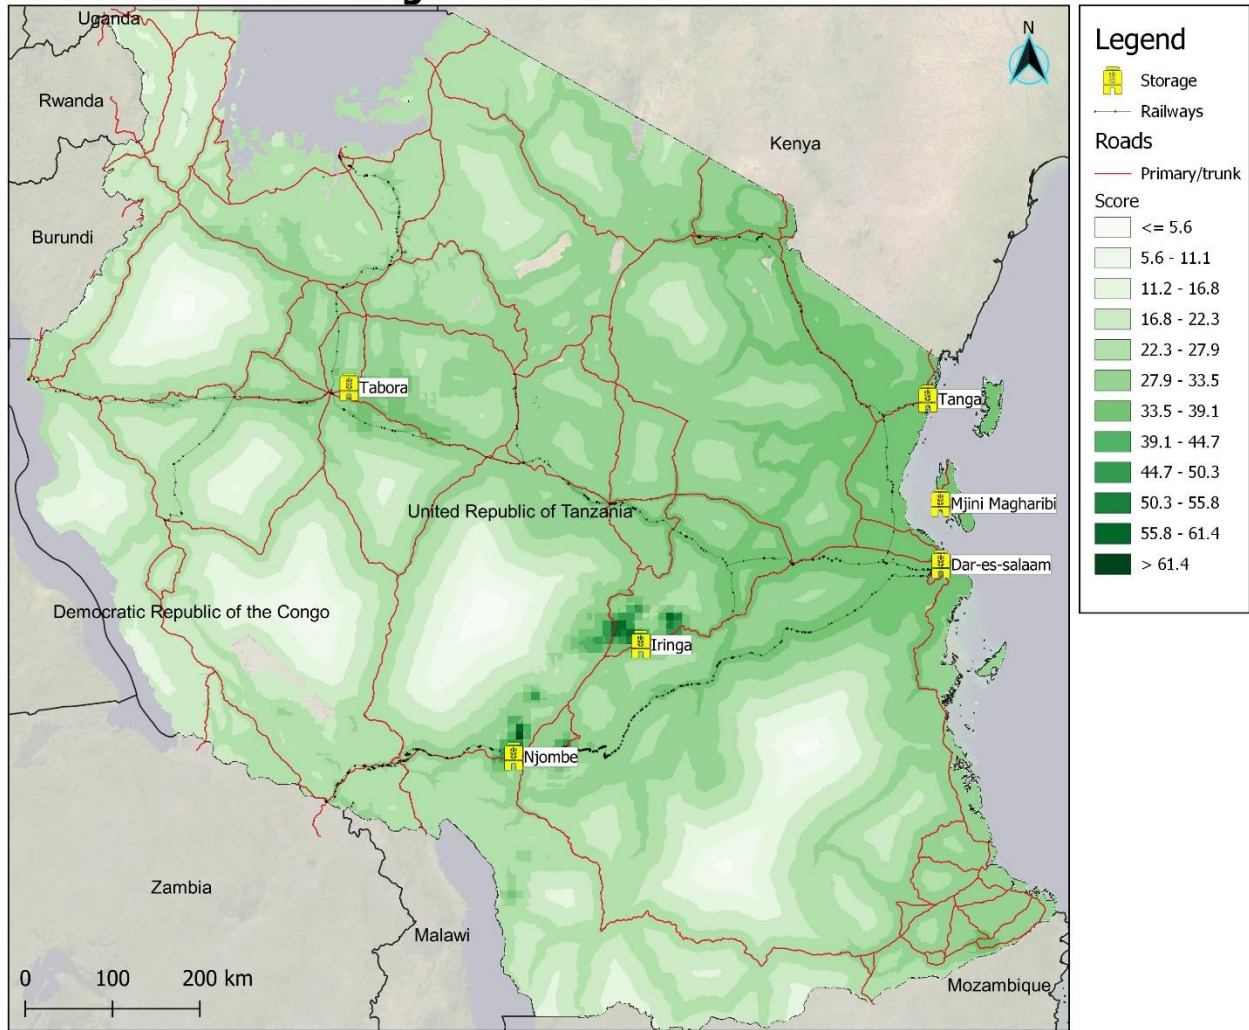 Uganda
Rwanda
Burundi
Kenya
N
Tabora
Tanga
Mjini Magharibi
United Republic of Tanzania
Dar-es-salaam
Democratic Republic of the Congo
Iringa
Njombe
Zambia
Malawi
Mozambique
0 100 200 km
Legend
Storage
Railways
Roads
Primary/trunk
Score
<= 5.6
5.6 - 11.1
11.2 - 16.8
16.8 - 22.3
22.3 - 27.9
27.9 - 33.5
33.5 - 39.1
39.1 - 44.7
44.7 - 50.3
50.3 - 55.8
55.8 - 61.4
> 61.4